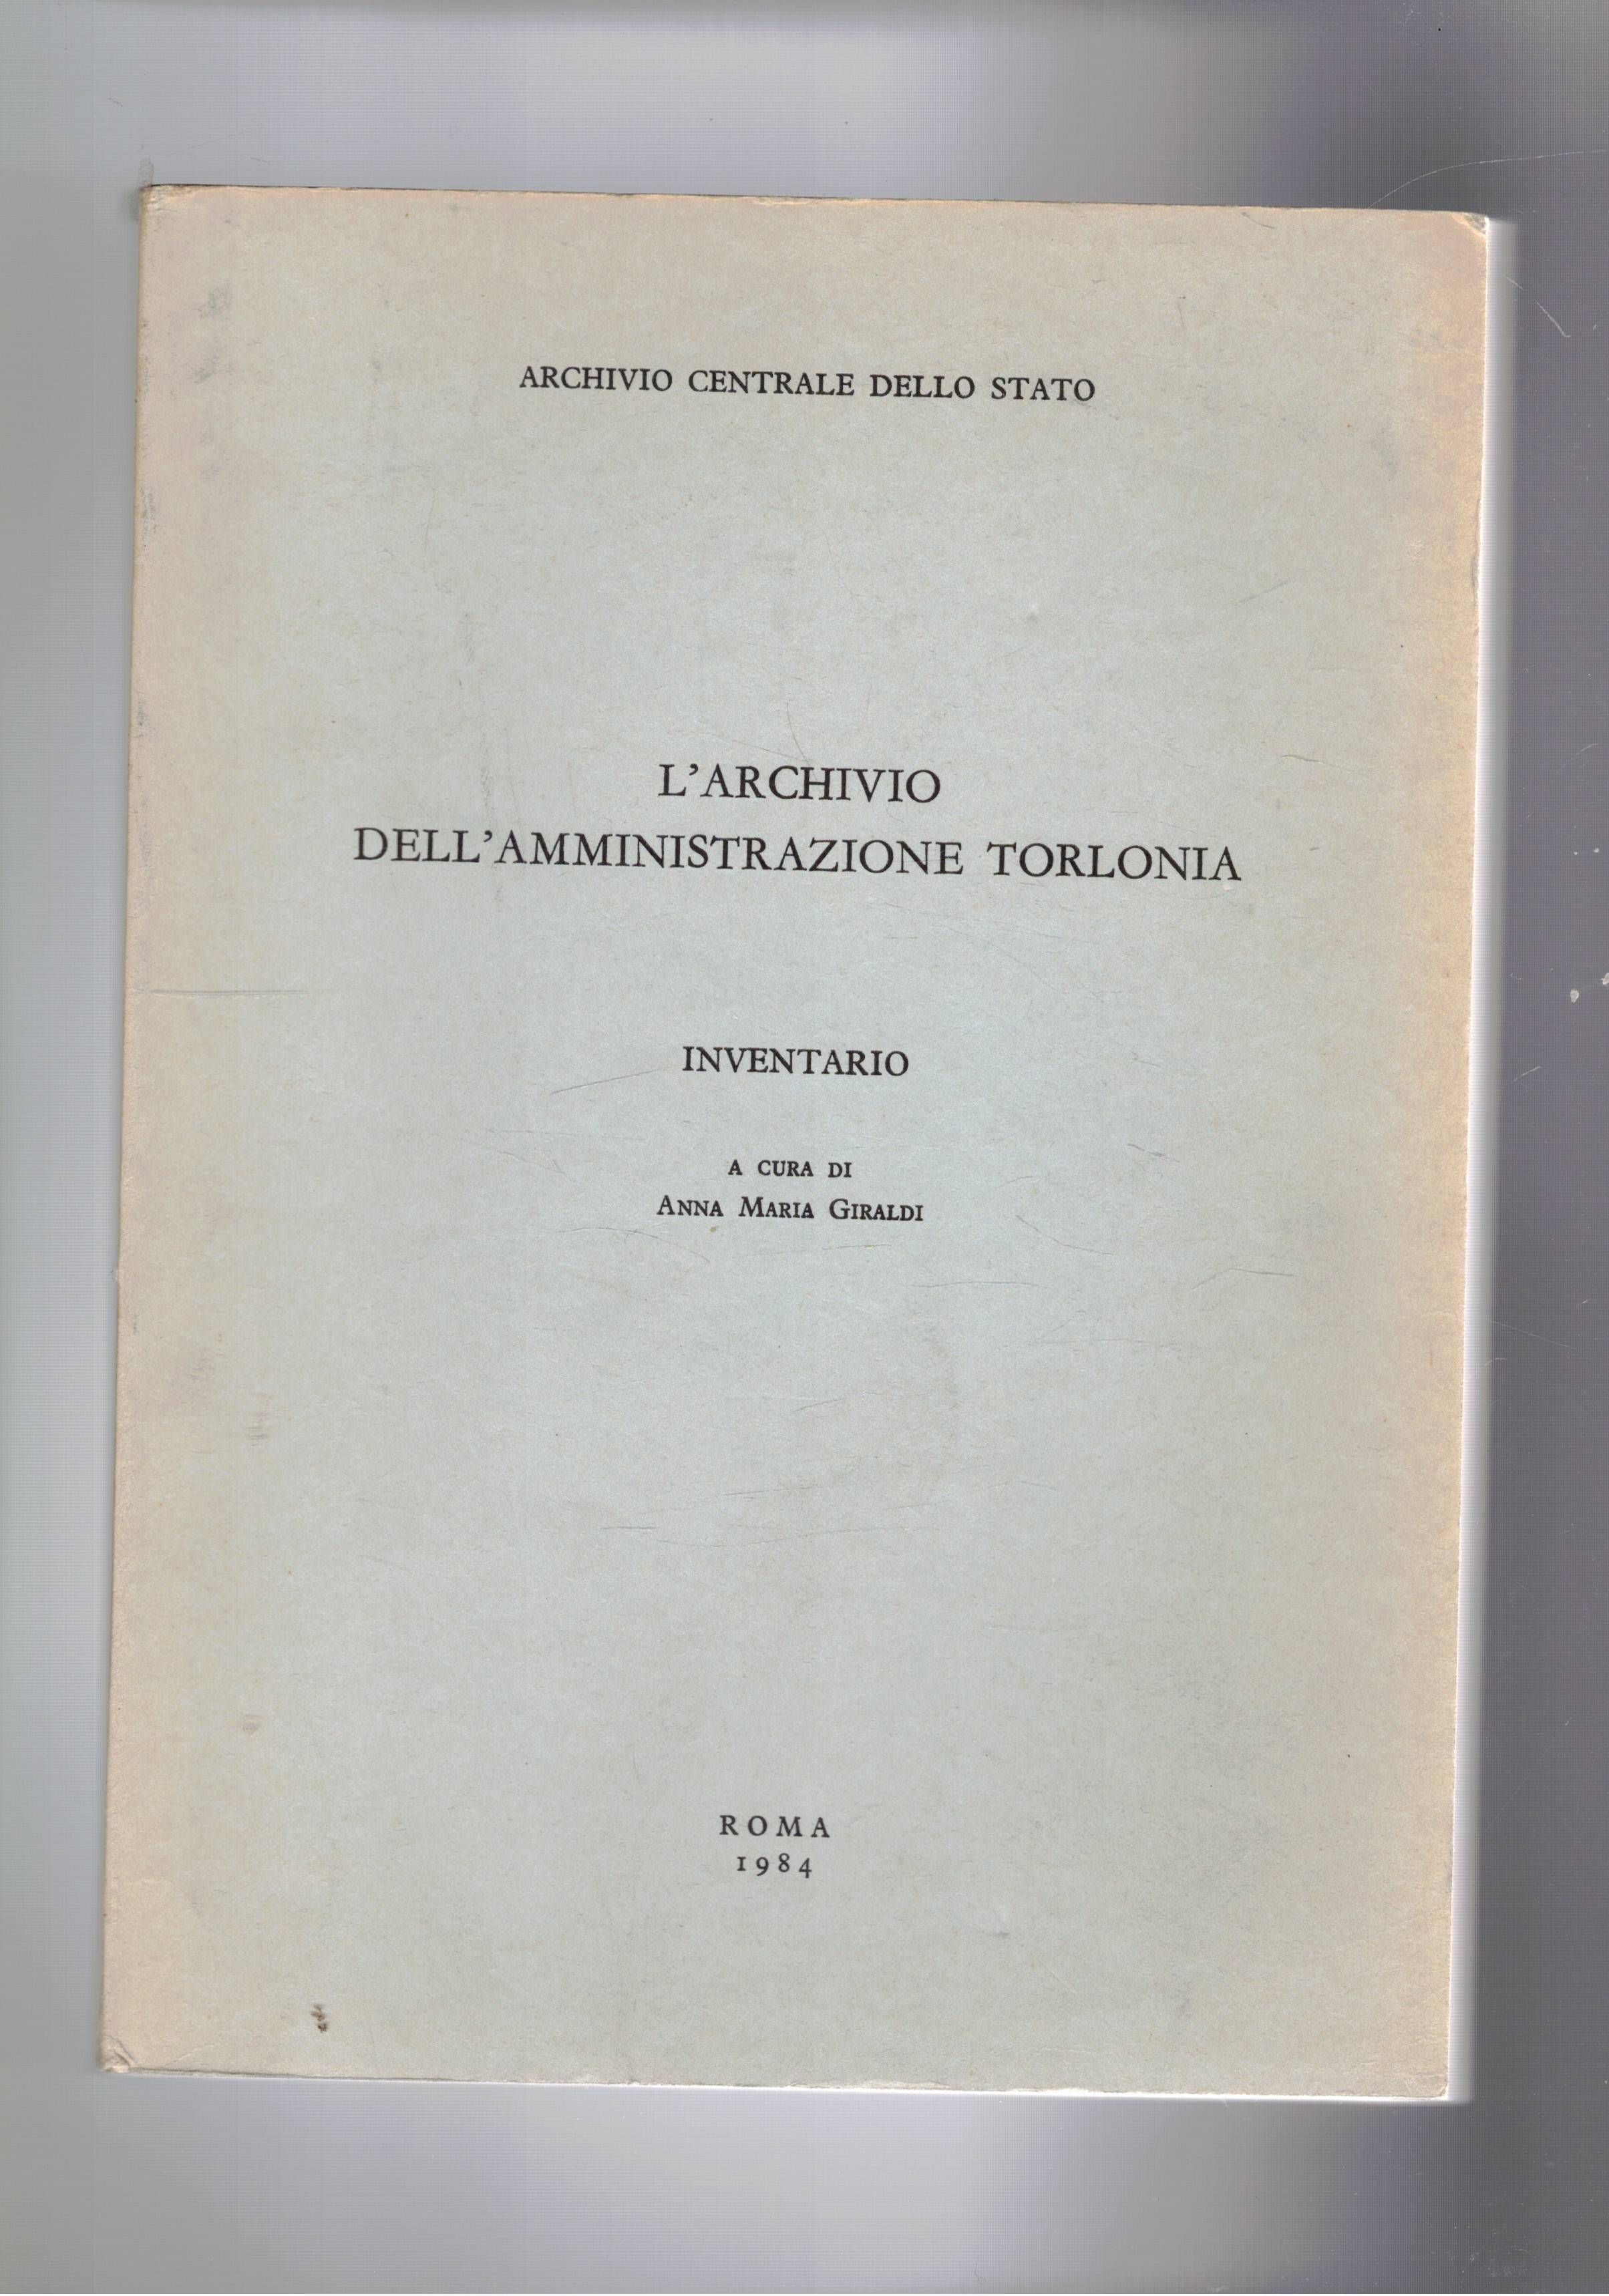 ARCHIVIO CENTRALE DELLO STATO
L'ARCHIVIO
DELL'AMMINISTRAZIONE TORLONIA
INVENTARIO
A CURA DI
ANNA MARIA GIRALDI
ROMA
1984